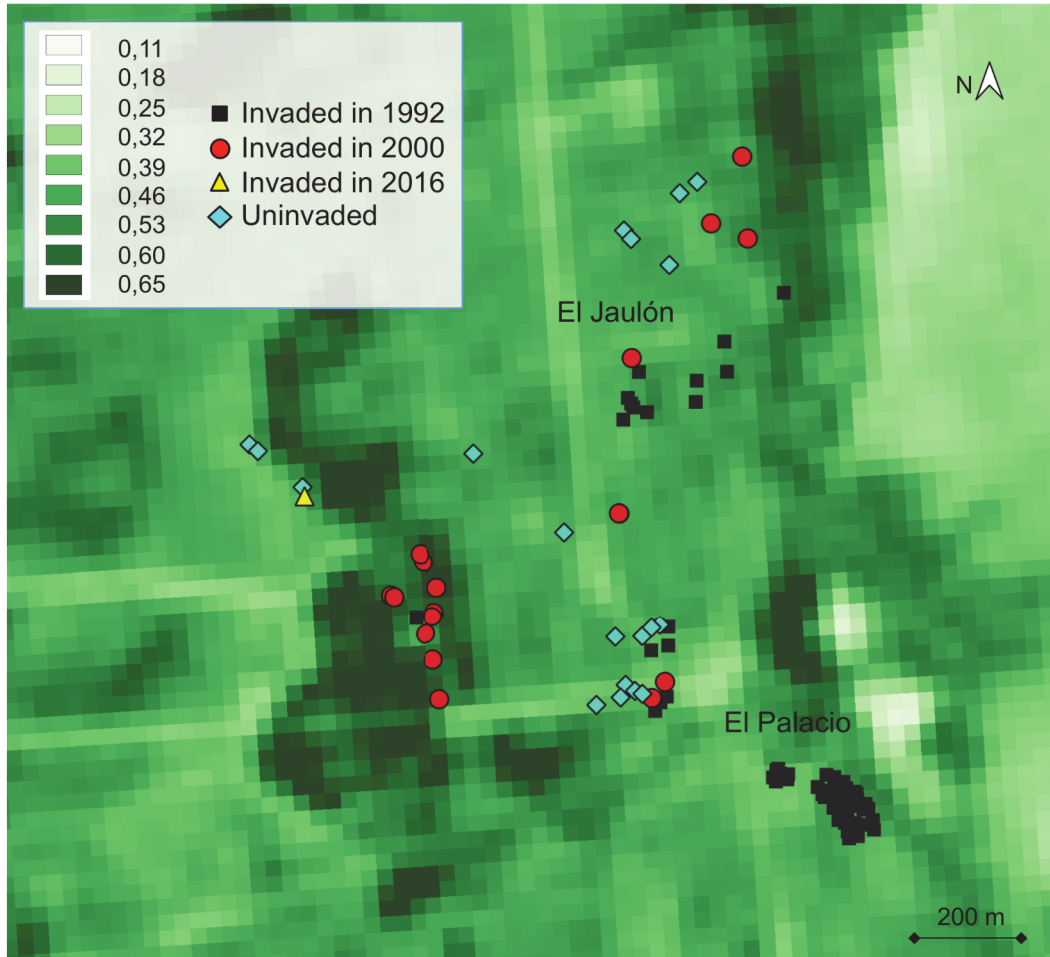 0,11
0,18
0,25
0,32
0,39
0,46
0,53
0,60
0,65
Invaded in 1992
Invaded in 2000
Invaded in 2016
Uninvaded
N
El Jaulón
El Palacio
200 m